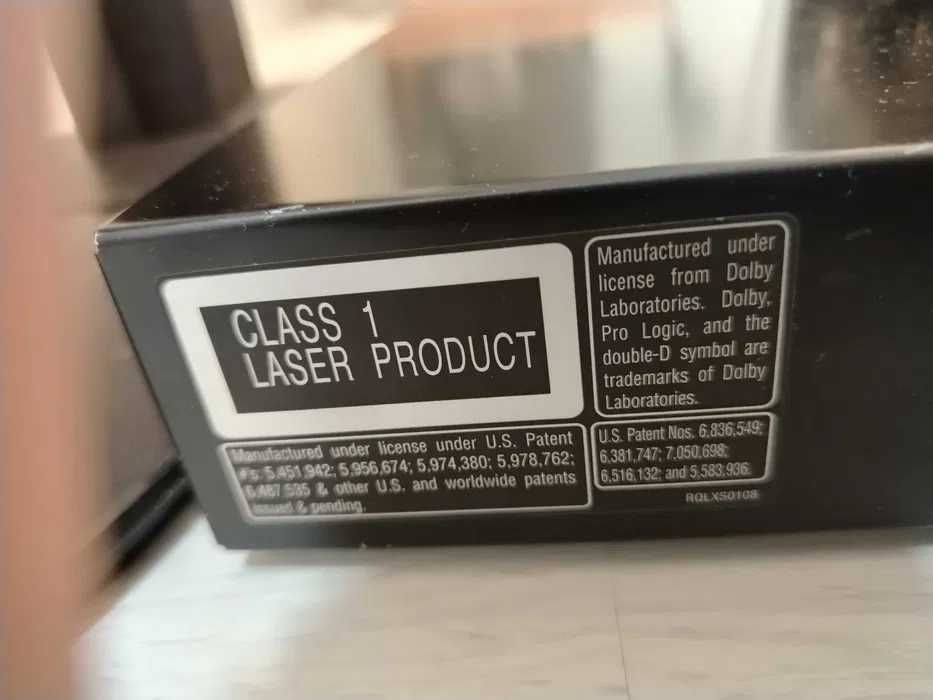 CLASS 1
LASER PRODUCT
Manufactured under
license from Dolby
Laboratories. Dolby,
Pro Logic, and the
double-D symbol are
trademarks of Dolby
Laboratories.
Manufactured under license under U.S. Patent
#'s: 5,451,942; 5,956,674; 5,974,380; 5,978,762;
6,487,535 & other U.S. and worldwide patents
issued & pending.
U.S. Patent Nos. 6,836,549;
6,381,747; 7,050,698;
6,516,132; and 5,583,936.
RQLXS0108